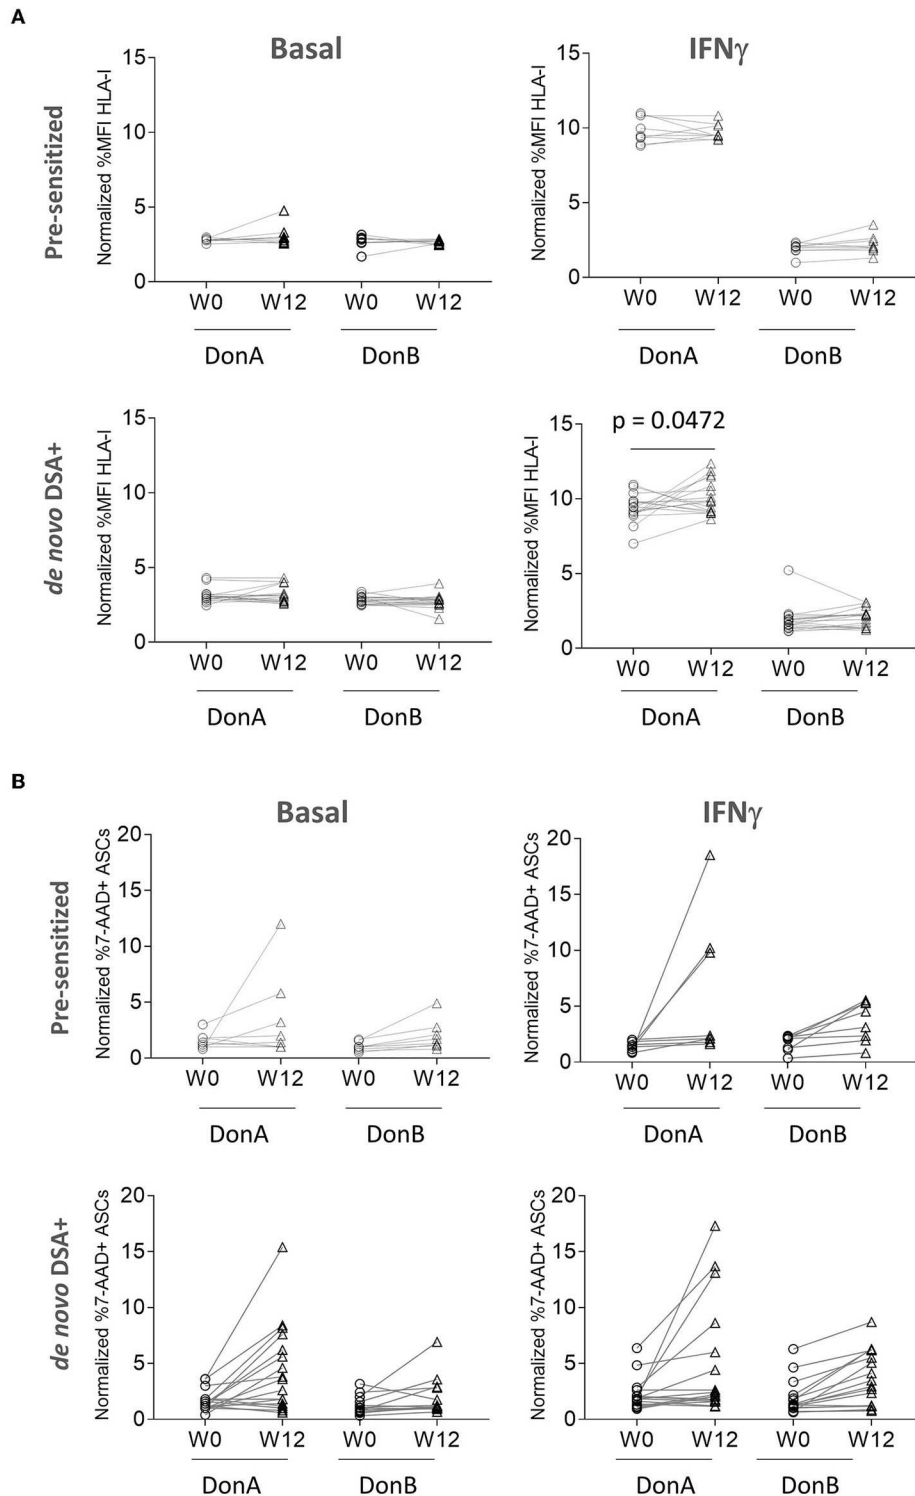 A
Basal
IFNγ
Pre-sensitized
Normalized %MFI HLA-I
15
10
5
0
W0 W12 W0 W12
DonA DonB
Normalized %MFI HLA-I
15
10
5
0
W0 W12 W0 W12
DonA DonB
de novo DSA+
Normalized %MFI HLA-I
15
10
5
0
W0 W12 W0 W12
DonA DonB
Normalized %MFI HLA-I
15
10
5
0
p = 0.0472
W0 W12 W0 W12
DonA DonB
B
Basal
IFNγ
Pre-sensitized
Normalized %7-AAD+ ASCs
20
15
10
5
0
W0 W12 W0 W12
DonA DonB
Normalized %7-AAD+ ASCs
20
15
10
5
0
W0 W12 W0 W12
DonA DonB
de novo DSA+
Normalized %7-AAD+ ASCs
20
15
10
5
0
W0 W12 W0 W12
DonA DonB
Normalized %7-AAD+ ASCs
20
15
10
5
0
W0 W12 W0 W12
DonA DonB